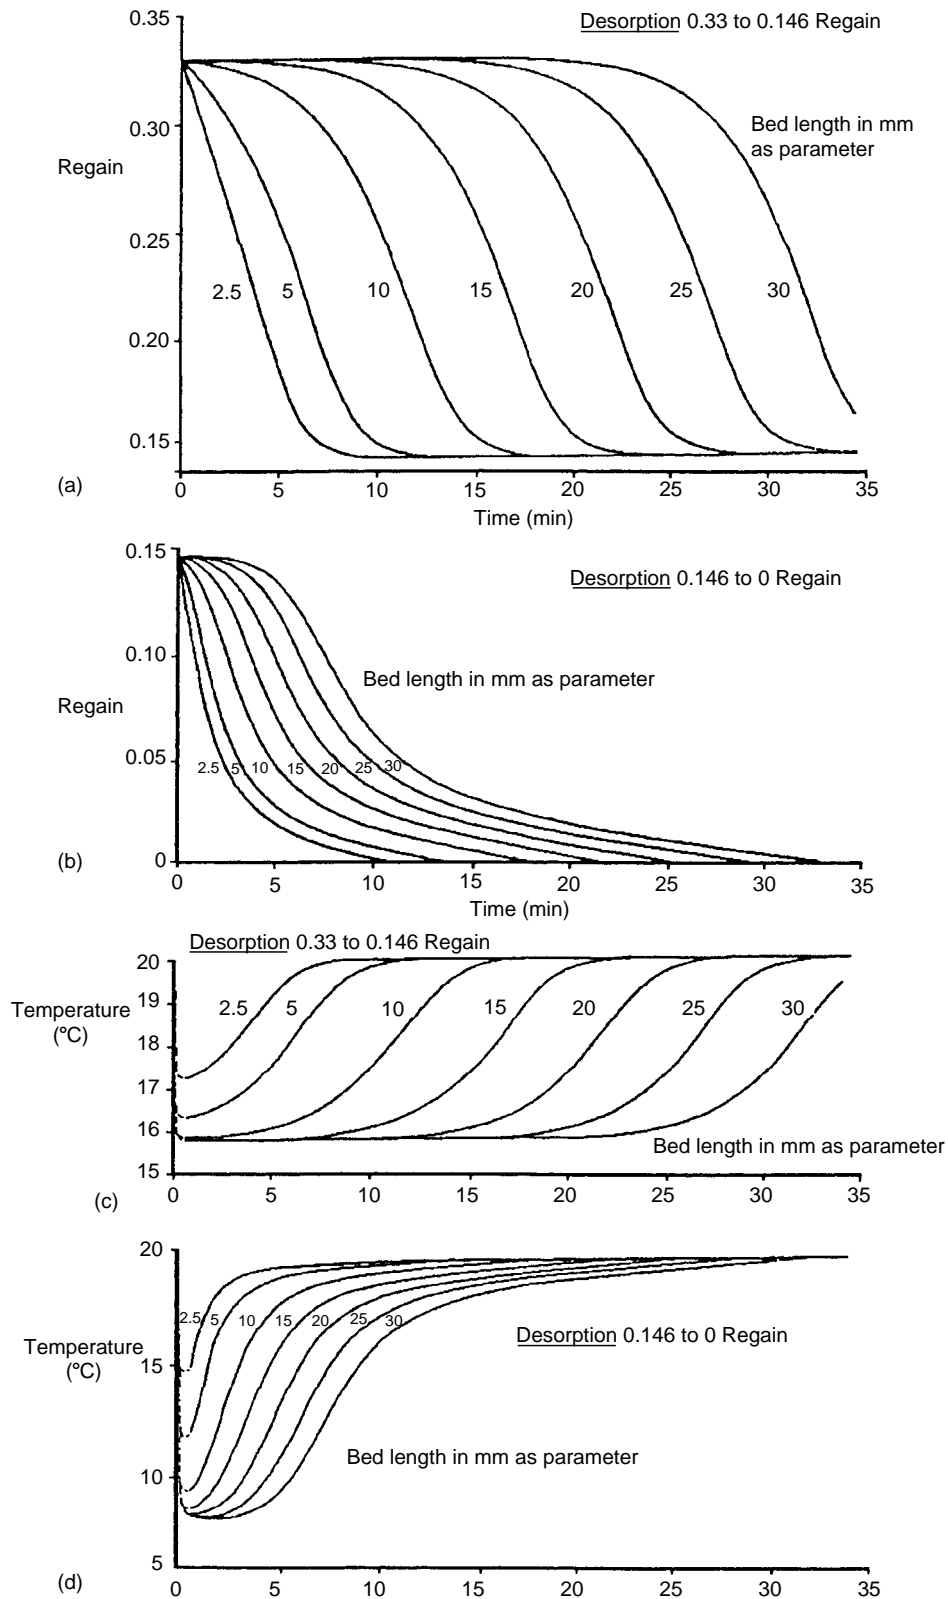 0.35
Desorption 0.33 to 0.146 Regain
Bed length in mm
as parameter
0.30
Regain
0.25
2.5 5 10 15 20 25 30
0.20
0.15
(a)
0 5 10 15 20 25 30 35
Time (min)
0.15
Desorption 0.146 to 0 Regain
0.10
Bed length in mm as parameter
Regain
0.05
2.5 5 10 15 20 25 30
(b)
0
0 5 10 15 20 25 30 35
Time (min)
Desorption 0.33 to 0.146 Regain
20
19
Temperature
(°C)
2.5 5 10 15 20 25 30
18
17
16
Bed length in mm as parameter
15
(c)
0 5 10 15 20 25 30 35
20
2.5 5 10 15 20 25 30
Desorption 0.146 to 0 Regain
Temperature
(°C)
15
Bed length in mm as parameter
10
5
(d)
0 5 10 15 20 25 30 35